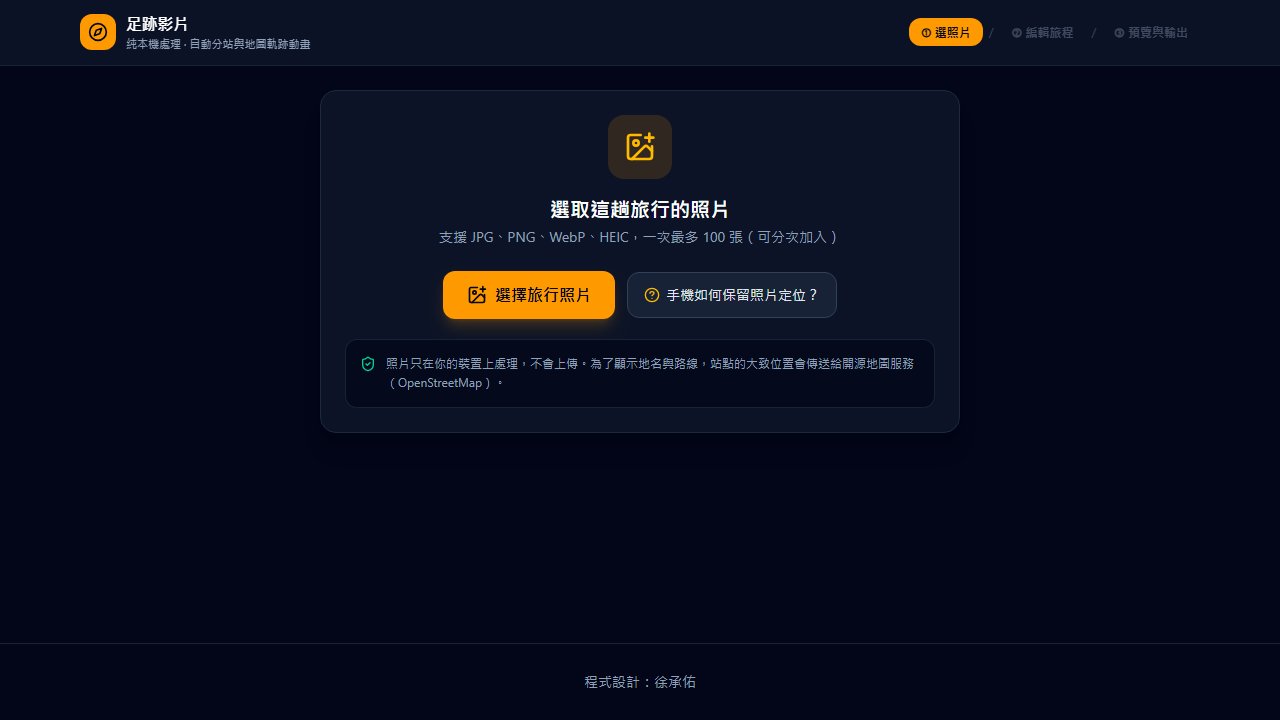 足跡影片
純本機處理 · 自動分站與地圖軌跡動畫
① 選照片 / ② 編輯旅程 / ③ 預覽與輸出
選取這趟旅行的照片
支援 JPG、PNG、WebP、HEIC，一次最多 100 張（可分次加入）
選擇旅行照片
手機如何保留照片定位？
照片只在你的裝置上處理，不會上傳。為了顯示地名與路線，站點的大致位置會傳送給開源地圖服務
（OpenStreetMap）。
程式設計：徐承佑